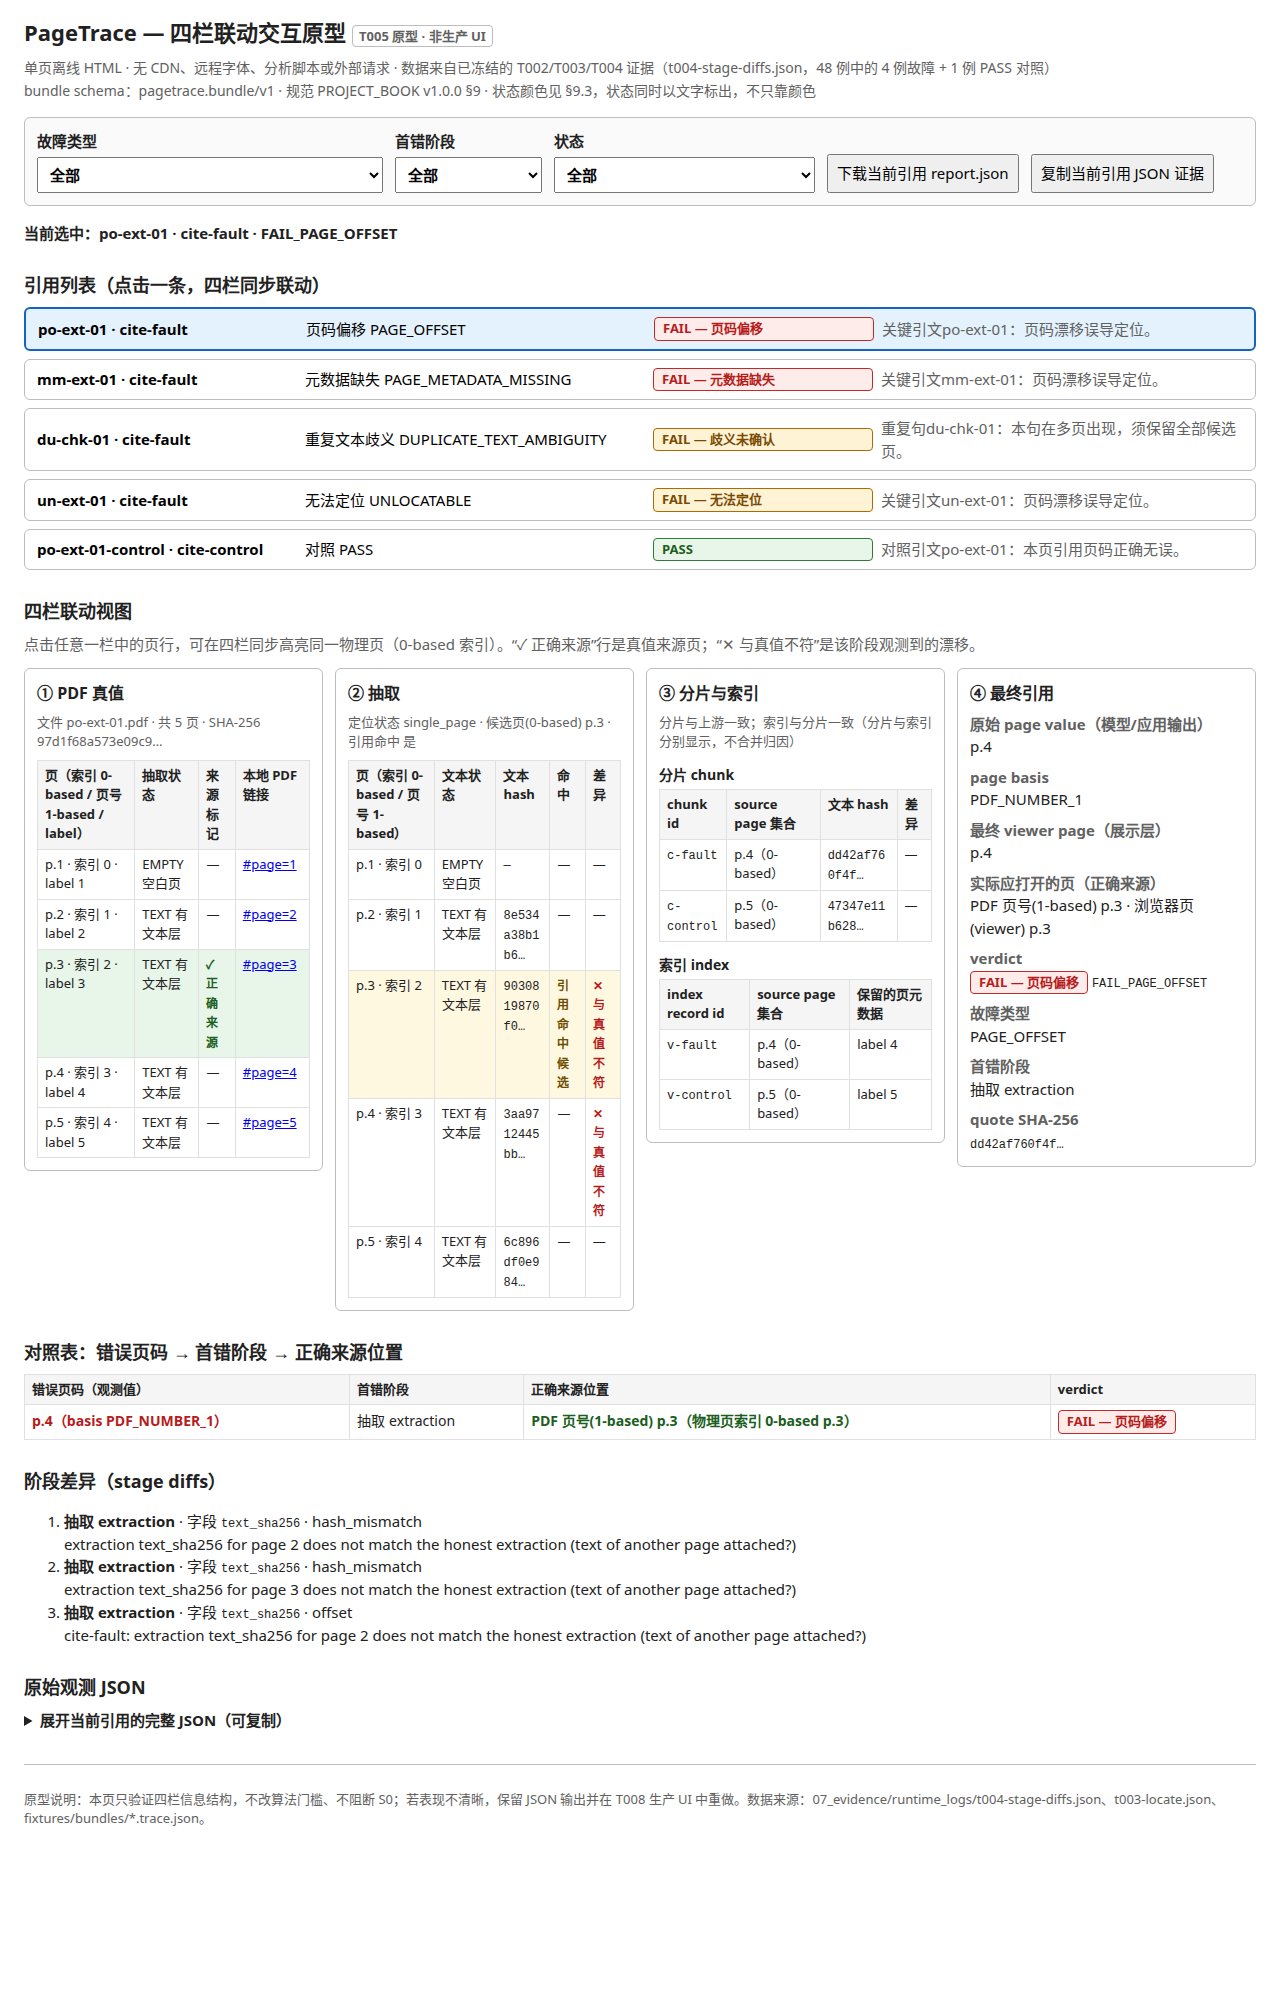 PageTrace — 四栏联动交互原型 T005 原型 · 非生产 UI
单页离线 HTML · 无 CDN、远程字体、分析脚本或外部请求 · 数据来自已冻结的 T002/T003/T004 证据（t004-stage-diffs.json，48 例中的 4 例故障 + 1 例 PASS 对照）
bundle schema：pagetrace.bundle/v1 · 规范 PROJECT_BOOK v1.0.0 §9 · 状态颜色见 §9.3，状态同时以文字标出，不只靠颜色
故障类型 首错阶段 状态
全部 全部 全部 下载当前引用 report.json 复制当前引用 JSON 证据
当前选中：po-ext-01 · cite-fault · FAIL_PAGE_OFFSET
引用列表（点击一条，四栏同步联动）
po-ext-01 · cite-fault 页码偏移 PAGE_OFFSET FAIL — 页码偏移 关键引文po-ext-01：页码漂移误导定位。
mm-ext-01 · cite-fault 元数据缺失 PAGE_METADATA_MISSING FAIL — 元数据缺失 关键引文mm-ext-01：页码漂移误导定位。
du-chk-01 · cite-fault 重复文本歧义 DUPLICATE_TEXT_AMBIGUITY FAIL — 歧义未确认 重复句du-chk-01：本句在多页出现，须保留全部候选
页。
un-ext-01 · cite-fault 无法定位 UNLOCATABLE FAIL — 无法定位 关键引文un-ext-01：页码漂移误导定位。
po-ext-01-control · cite-control 对照 PASS PASS 对照引文po-ext-01：本页引用页码正确无误。
四栏联动视图
点击任意一栏中的页行，可在四栏同步高亮同一物理页（0-based 索引）。“✓ 正确来源”行是真值来源页；“✕ 与真值不符”是该阶段观测到的漂移。
① PDF 真值
文件 po-ext-01.pdf · 共 5 页 · SHA-256
97d1f68a573e09c9…
页（索引 0-
based / 页号
1-based /
label）
抽取状
态
来
源
标
记
本地 PDF
链接
p.1 · 索引 0 ·
label 1
EMPTY
空白页
—
#page=1
p.2 · 索引 1 ·
label 2
TEXT 有
文本层
—
#page=2
p.3 · 索引 2 ·
label 3
TEXT 有
文本层
✓
正
确
来
源
#page=3
p.4 · 索引 3 ·
label 4
TEXT 有
文本层
—
#page=4
p.5 · 索引 4 ·
label 5
TEXT 有
文本层
—
#page=5
② 抽取
定位状态 single_page · 候选页(0-based) p.3 ·
引用命中 是
页（索引 0-
based / 页
号 1-
based）
文本状
态
文本
hash
命
中
差
异
p.1 · 索引 0
EMPTY
空白页
—
—
—
p.2 · 索引 1
TEXT 有
文本层
8e534
a38b1
b6…
—
—
p.3 · 索引 2
TEXT 有
文本层
90308
19870
f0…
引
用
命
中
候
选
✕
与
真
值
不
符
p.4 · 索引 3
TEXT 有
文本层
3aa97
12445
bb…
—
✕
与
真
值
不
符
p.5 · 索引 4
TEXT 有
文本层
6c896
df0e9
84…
—
—
③ 分片与索引
分片与上游一致；索引与分片一致（分片与索引
分别显示，不合并归因）
分片 chunk
chunk
id
source
page 集合
文本 hash
差
异
c-fault
p.4（0-
based）
dd42af76
0f4f…
—
c-
control
p.5（0-
based）
47347e11
b628…
—
索引 index
index
record id
source page
集合
保留的页元
数据
v-fault
p.4（0-
based）
label 4
v-control
p.5（0-
based）
label 5
④ 最终引用
原始 page value（模型/应用输出）
p.4
page basis
PDF_NUMBER_1
最终 viewer page（展示层）
p.4
实际应打开的页（正确来源）
PDF 页号(1-based) p.3 · 浏览器页
(viewer) p.3
verdict
FAIL — 页码偏移 FAIL_PAGE_OFFSET
故障类型
PAGE_OFFSET
首错阶段
抽取 extraction
quote SHA-256
dd42af760f4f…
对照表：错误页码 → 首错阶段 → 正确来源位置
错误页码（观测值） 首错阶段 正确来源位置 verdict
p.4（basis PDF_NUMBER_1） 抽取 extraction PDF 页号(1-based) p.3（物理页索引 0-based p.3） FAIL — 页码偏移
阶段差异（stage diffs）
1. 抽取 extraction · 字段 text_sha256 · hash_mismatch
extraction text_sha256 for page 2 does not match the honest extraction (text of another page attached?)
2. 抽取 extraction · 字段 text_sha256 · hash_mismatch
extraction text_sha256 for page 3 does not match the honest extraction (text of another page attached?)
3. 抽取 extraction · 字段 text_sha256 · offset
cite-fault: extraction text_sha256 for page 2 does not match the honest extraction (text of another page attached?)
原始观测 JSON
▶ 展开当前引用的完整 JSON（可复制）
原型说明：本页只验证四栏信息结构，不改算法门槛、不阻断 S0；若表现不清晰，保留 JSON 输出并在 T008 生产 UI 中重做。数据来源：07_evidence/runtime_logs/t004-stage-diffs.json、t003-locate.json、
fixtures/bundles/*.trace.json。